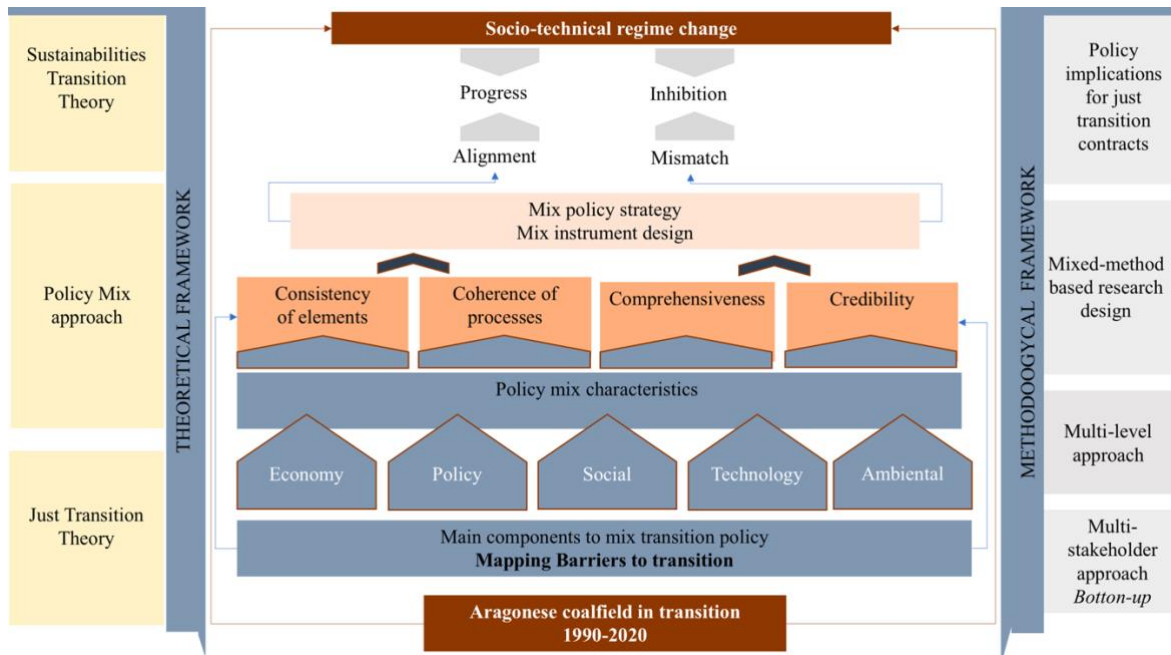 Sustainabilities
Transition
Theory
Policy Mix
approach
Just Transition
Theory
THEORETICAL FRAMEWORK
Socio-technical regime change
Progress
Inhibition
Alignment
Mismatch
Mix policy strategy
Mix instrument design
Consistency
of elements
Coherence of
processes
Comprehensiveness
Credibility
Policy mix characteristics
Economy
Policy
Social
Technology
Ambiental
Main components to mix transition policy
Mapping Barriers to transition
Aragonese coalfield in transition
1990-2020
METHODOOGYCAL FRAMEWORK
Policy
implications
for just
transition
contracts
Mixed-method
based research
design
Multi-level
approach
Multi-
stakeholder
approach
Botton-up